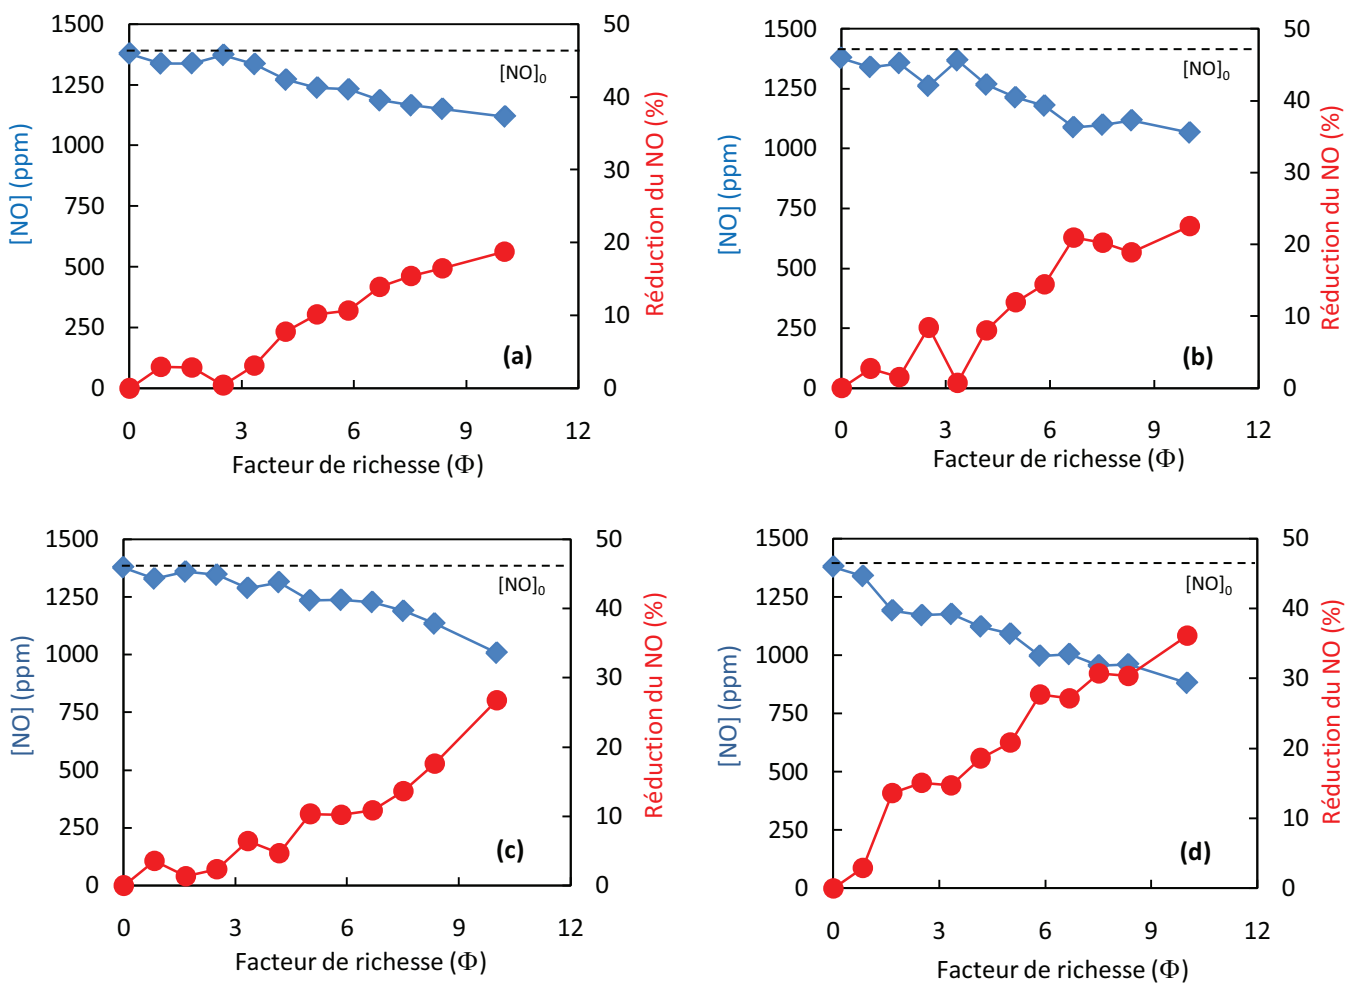 1500
1250
1000
750
500
250
0
50
40
30
20
10
0
[NO]₀
(a)
0 3 6 9 12
Facteur de richesse (Φ)
[NO] (ppm)
Réduction du NO (%)
1500
1250
1000
750
500
250
0
50
40
30
20
10
0
[NO]₀
(b)
0 3 6 9 12
Facteur de richesse (Φ)
[NO] (ppm)
Réduction du NO (%)
1500
1250
1000
750
500
250
0
50
40
30
20
10
0
[NO]₀
(c)
0 3 6 9 12
Facteur de richesse (Φ)
[NO] (ppm)
Réduction du NO (%)
1500
1250
1000
750
500
250
0
50
40
30
20
10
0
[NO]₀
(d)
0 3 6 9 12
Facteur de richesse (Φ)
[NO] (ppm)
Réduction du NO (%)